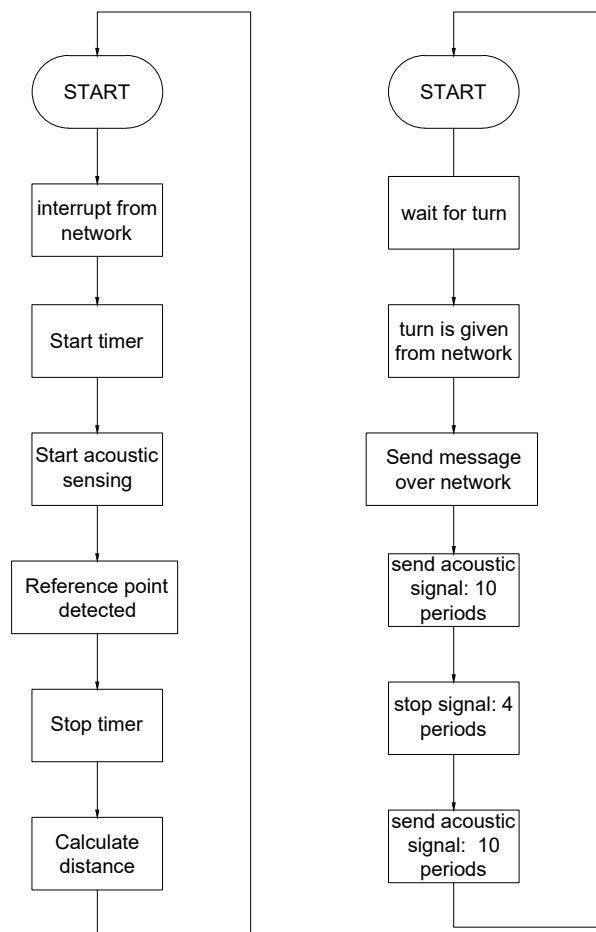 START
interrupt from
network
Start timer
Start acoustic
sensing
Reference point
detected
Stop timer
Calculate
distance
START
wait for turn
turn is given
from network
Send message
over network
send acoustic
signal: 10
periods
stop signal: 4
periods
send acoustic
signal:  10
periods